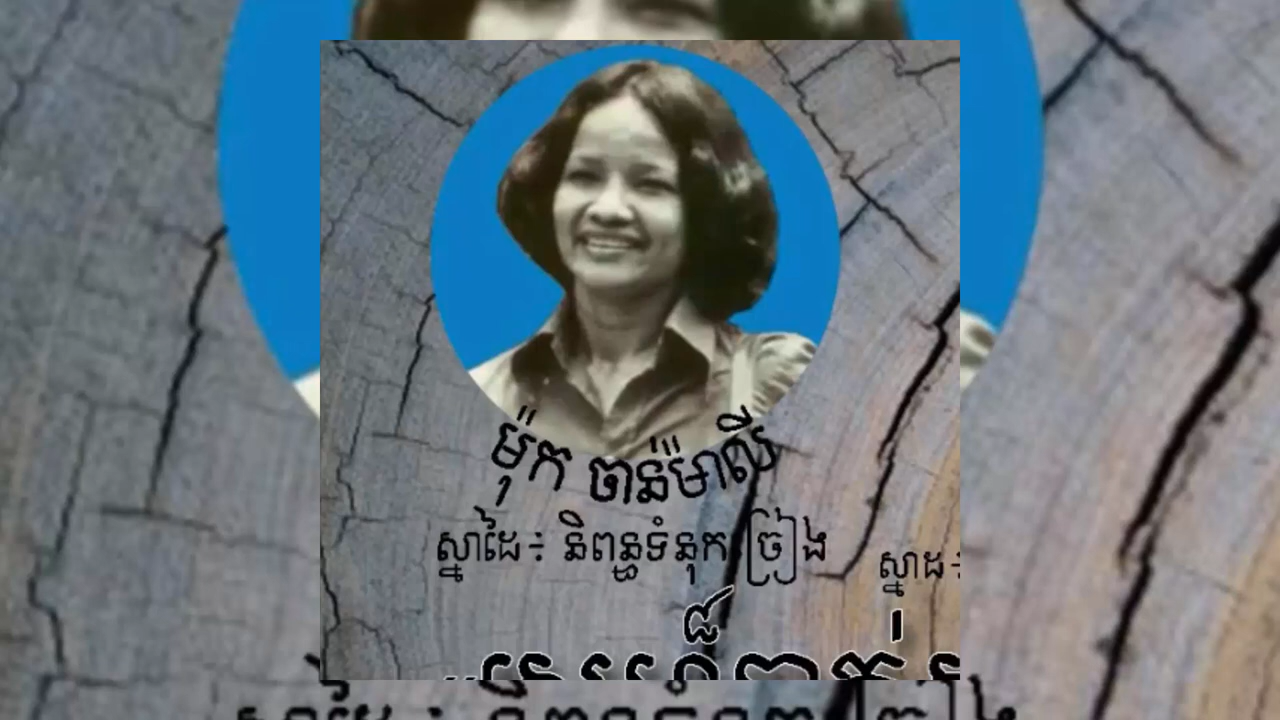 ម៉ុក ចាន់ម៉ាលី
ស្នាដៃ៖ និពន្ធទំនុក ច្រៀង
ស្នាដ